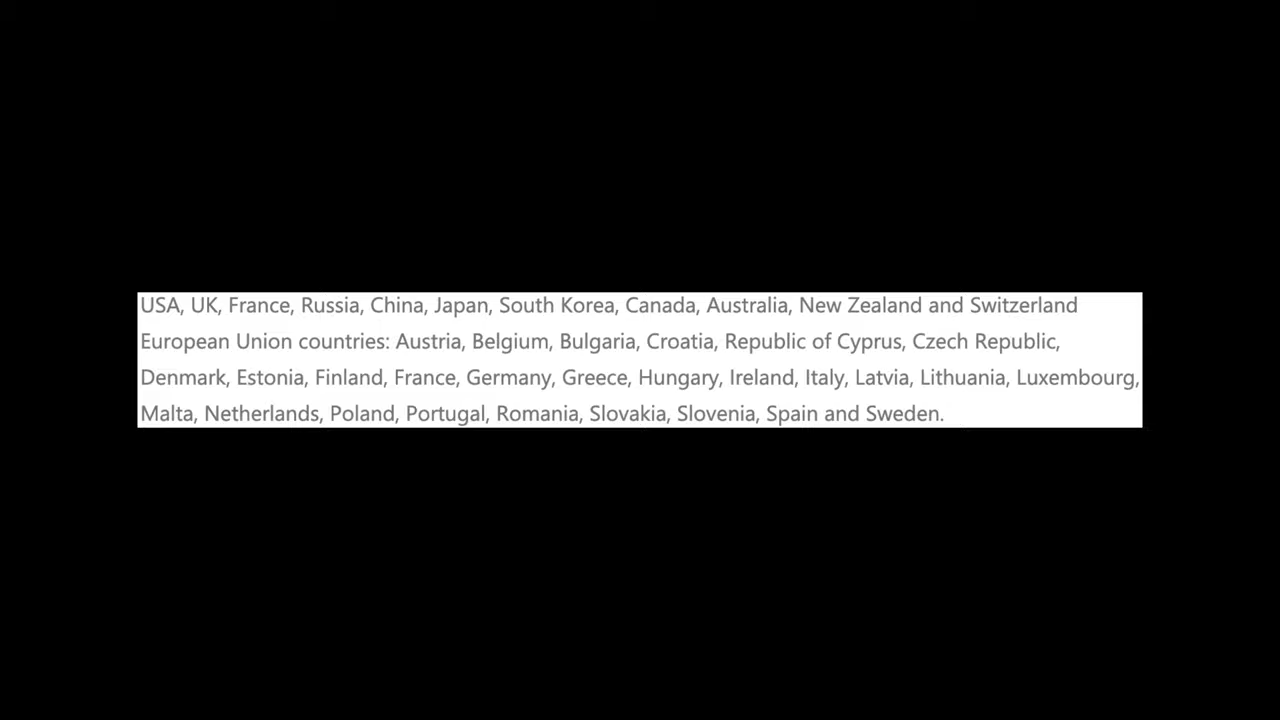 USA, UK, France, Russia, China, Japan, South Korea, Canada, Australia, New Zealand and Switzerland
European Union countries: Austria, Belgium, Bulgaria, Croatia, Republic of Cyprus, Czech Republic,
Denmark, Estonia, Finland, France, Germany, Greece, Hungary, Ireland, Italy, Latvia, Lithuania, Luxembourg,
Malta, Netherlands, Poland, Portugal, Romania, Slovakia, Slovenia, Spain and Sweden.